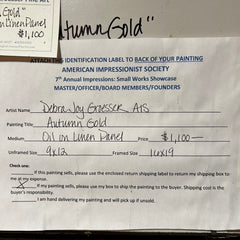 Gold"
on Linen Panel
$1,100
Autumn Gold"
ATTACH THIS IDENTIFICATION LABEL TO BACK OF YOUR PAINTING
AMERICAN IMPRESSIONIST SOCIETY
7th Annual Impressions: Small Works Showcase
MASTER/OFFICER/BOARD MEMBERS/FOUNDERS
Artist Name Debra Joy Groesser AIS
Painting Title Autumn Gold
Medium Oil on Linen Panel Price $1,100—
Unframed Size 9x12 Framed Size 14x19
Check one:
If this painting sells, please use the enclosed return shipping label to return my shipping box to me at my expense.
X If this painting sells, please use my box to ship the painting to the buyer. Shipping cost is the buyer's responsibility.
I am hand delivering my painting and will pick up if unsold.